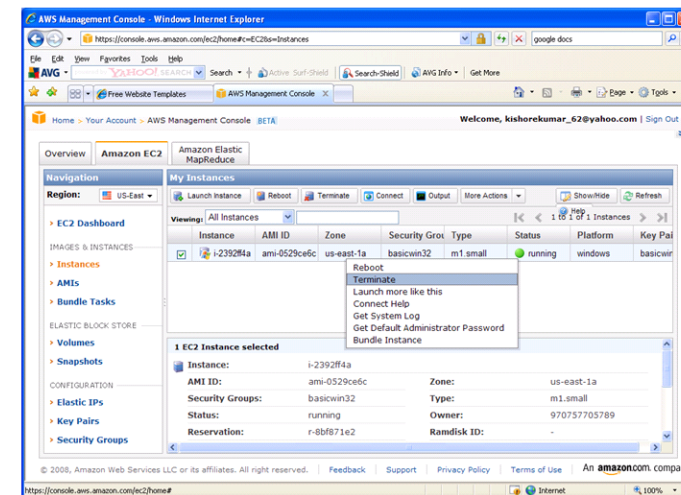 AWS Management Console - Windows Internet Explorer
https://console.aws.amazon.com/ec2/home#c=EC2&s=Instances
google docs
File Edit View Favorites Tools Help
AVG YAHOO! SEARCH Search Active Surf-Shield Search-Shield AVG Info Get More
Free Website Templates AWS Management Console X Page Tools
Home > Your Account > AWS Management Console BETA Welcome, kishorekumar_62@yahoo.com | Sign Out
Overview Amazon EC2 Amazon Elastic
MapReduce
Navigation My Instances
Region: US-East Launch Instance Reboot Terminate Connect Output More Actions Show/Hide Refresh
Help
Viewing: All Instances 1 to 1 of 1 Instances
> EC2 Dashboard
Instance AMI ID Zone Security Grou Type Status Platform Key Pai
IMAGES & INSTANCES
i-2392ff4a ami-0529ce6c us-east-1a basicwin32 m1.small running windows basicwin
> Instances
> AMIs
> Bundle Tasks
Reboot
Terminate
Launch more like this
Connect Help
Get System Log
Get Default Administrator Password
Bundle Instance
ELASTIC BLOCK STORE
> Volumes
> Snapshots
CONFIGURATION
> Elastic IPs
> Key Pairs
> Security Groups
1 EC2 Instance selected
Instance: i-2392ff4a
AMI ID: ami-0529ce6c Zone: us-east-1a
Security Groups: basicwin32 Type: m1.small
Status: running Owner: 970757705789
Reservation: r-8bf871e2 Ramdisk ID: -
© 2008, Amazon Web Services LLC or its affiliates. All right reserved. Feedback Support Privacy Policy Terms of Use An amazon.com. compa
https://console.aws.amazon.com/ec2/home# Internet 100%